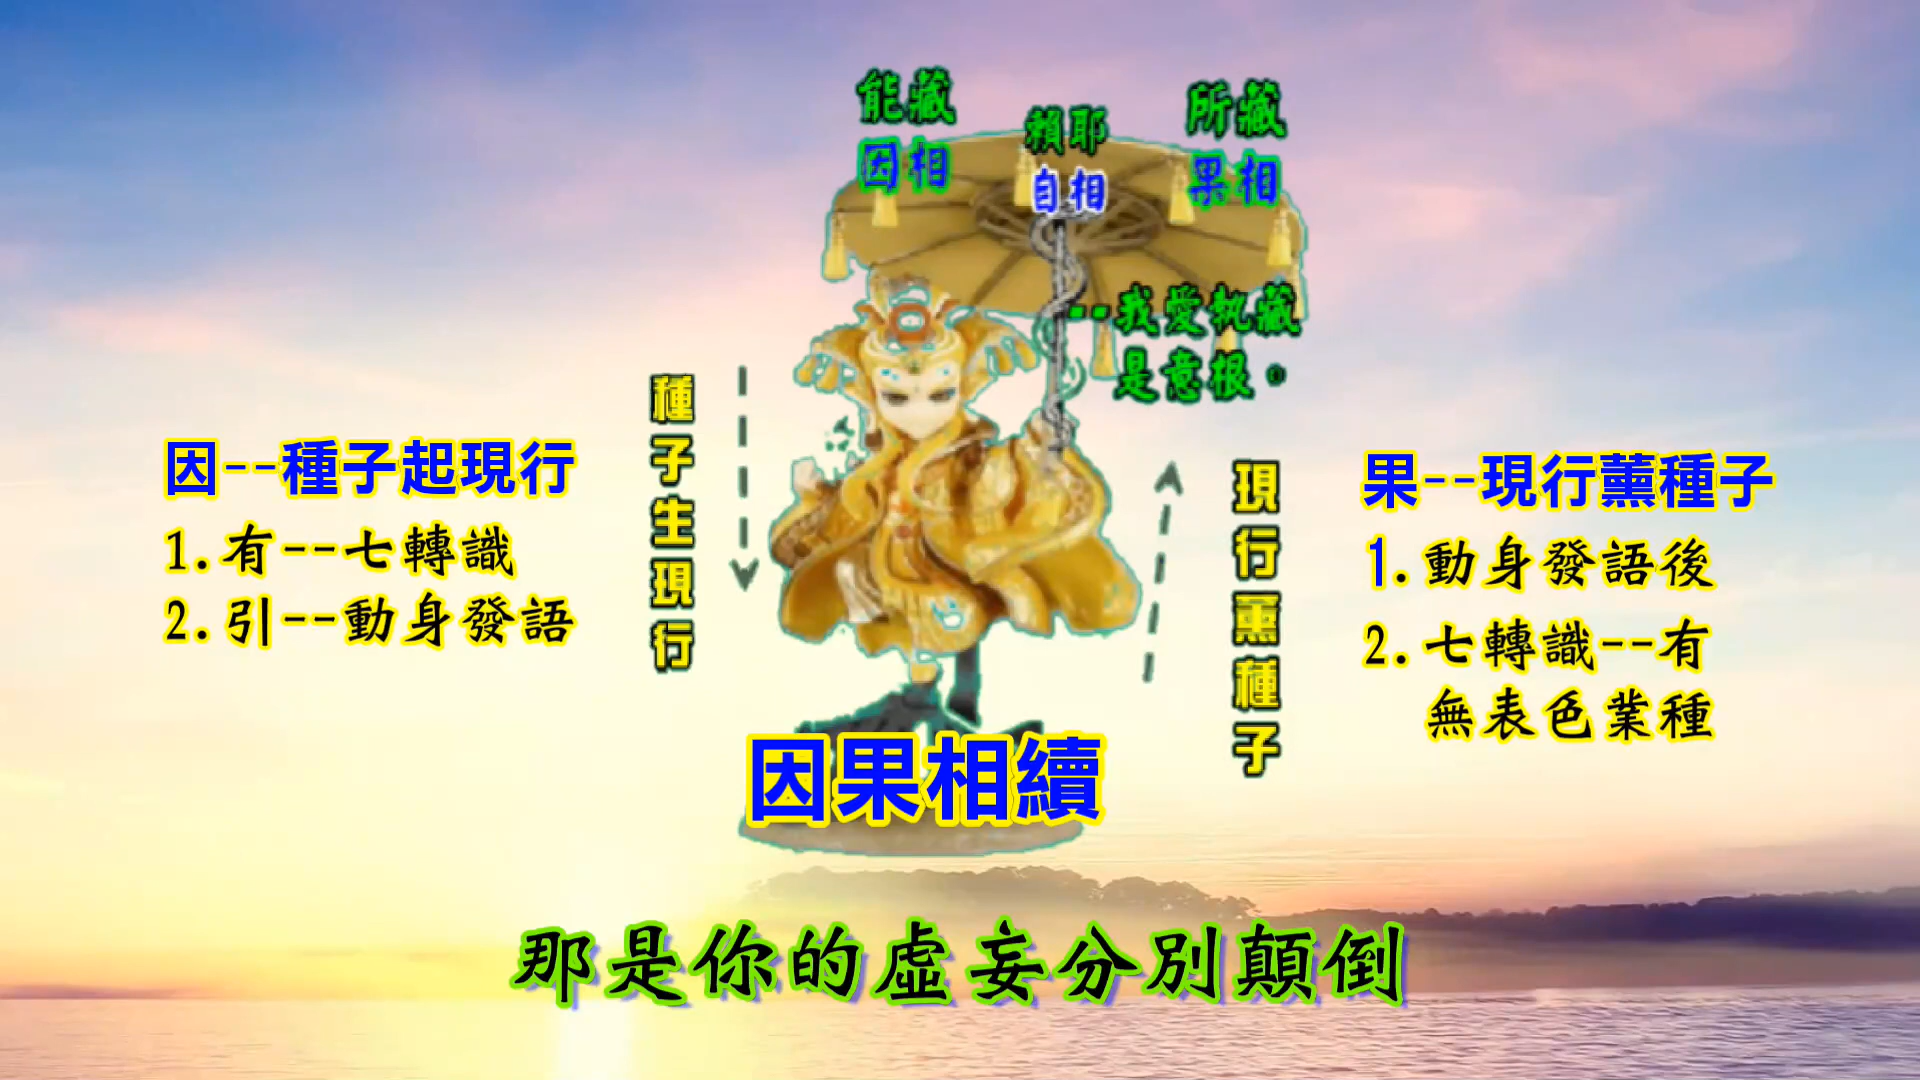 能藏
因相
賴耶
自相
所藏
果相
--我愛執藏
是意根。
種子生現行
因--種子起現行
1.有--七轉識
2.引--動身發語
現行薰種子
果--現行薰種子
1.動身發語後
2.七轉識--有
無表色業種
因果相續
那是你的虛妄分別顛倒